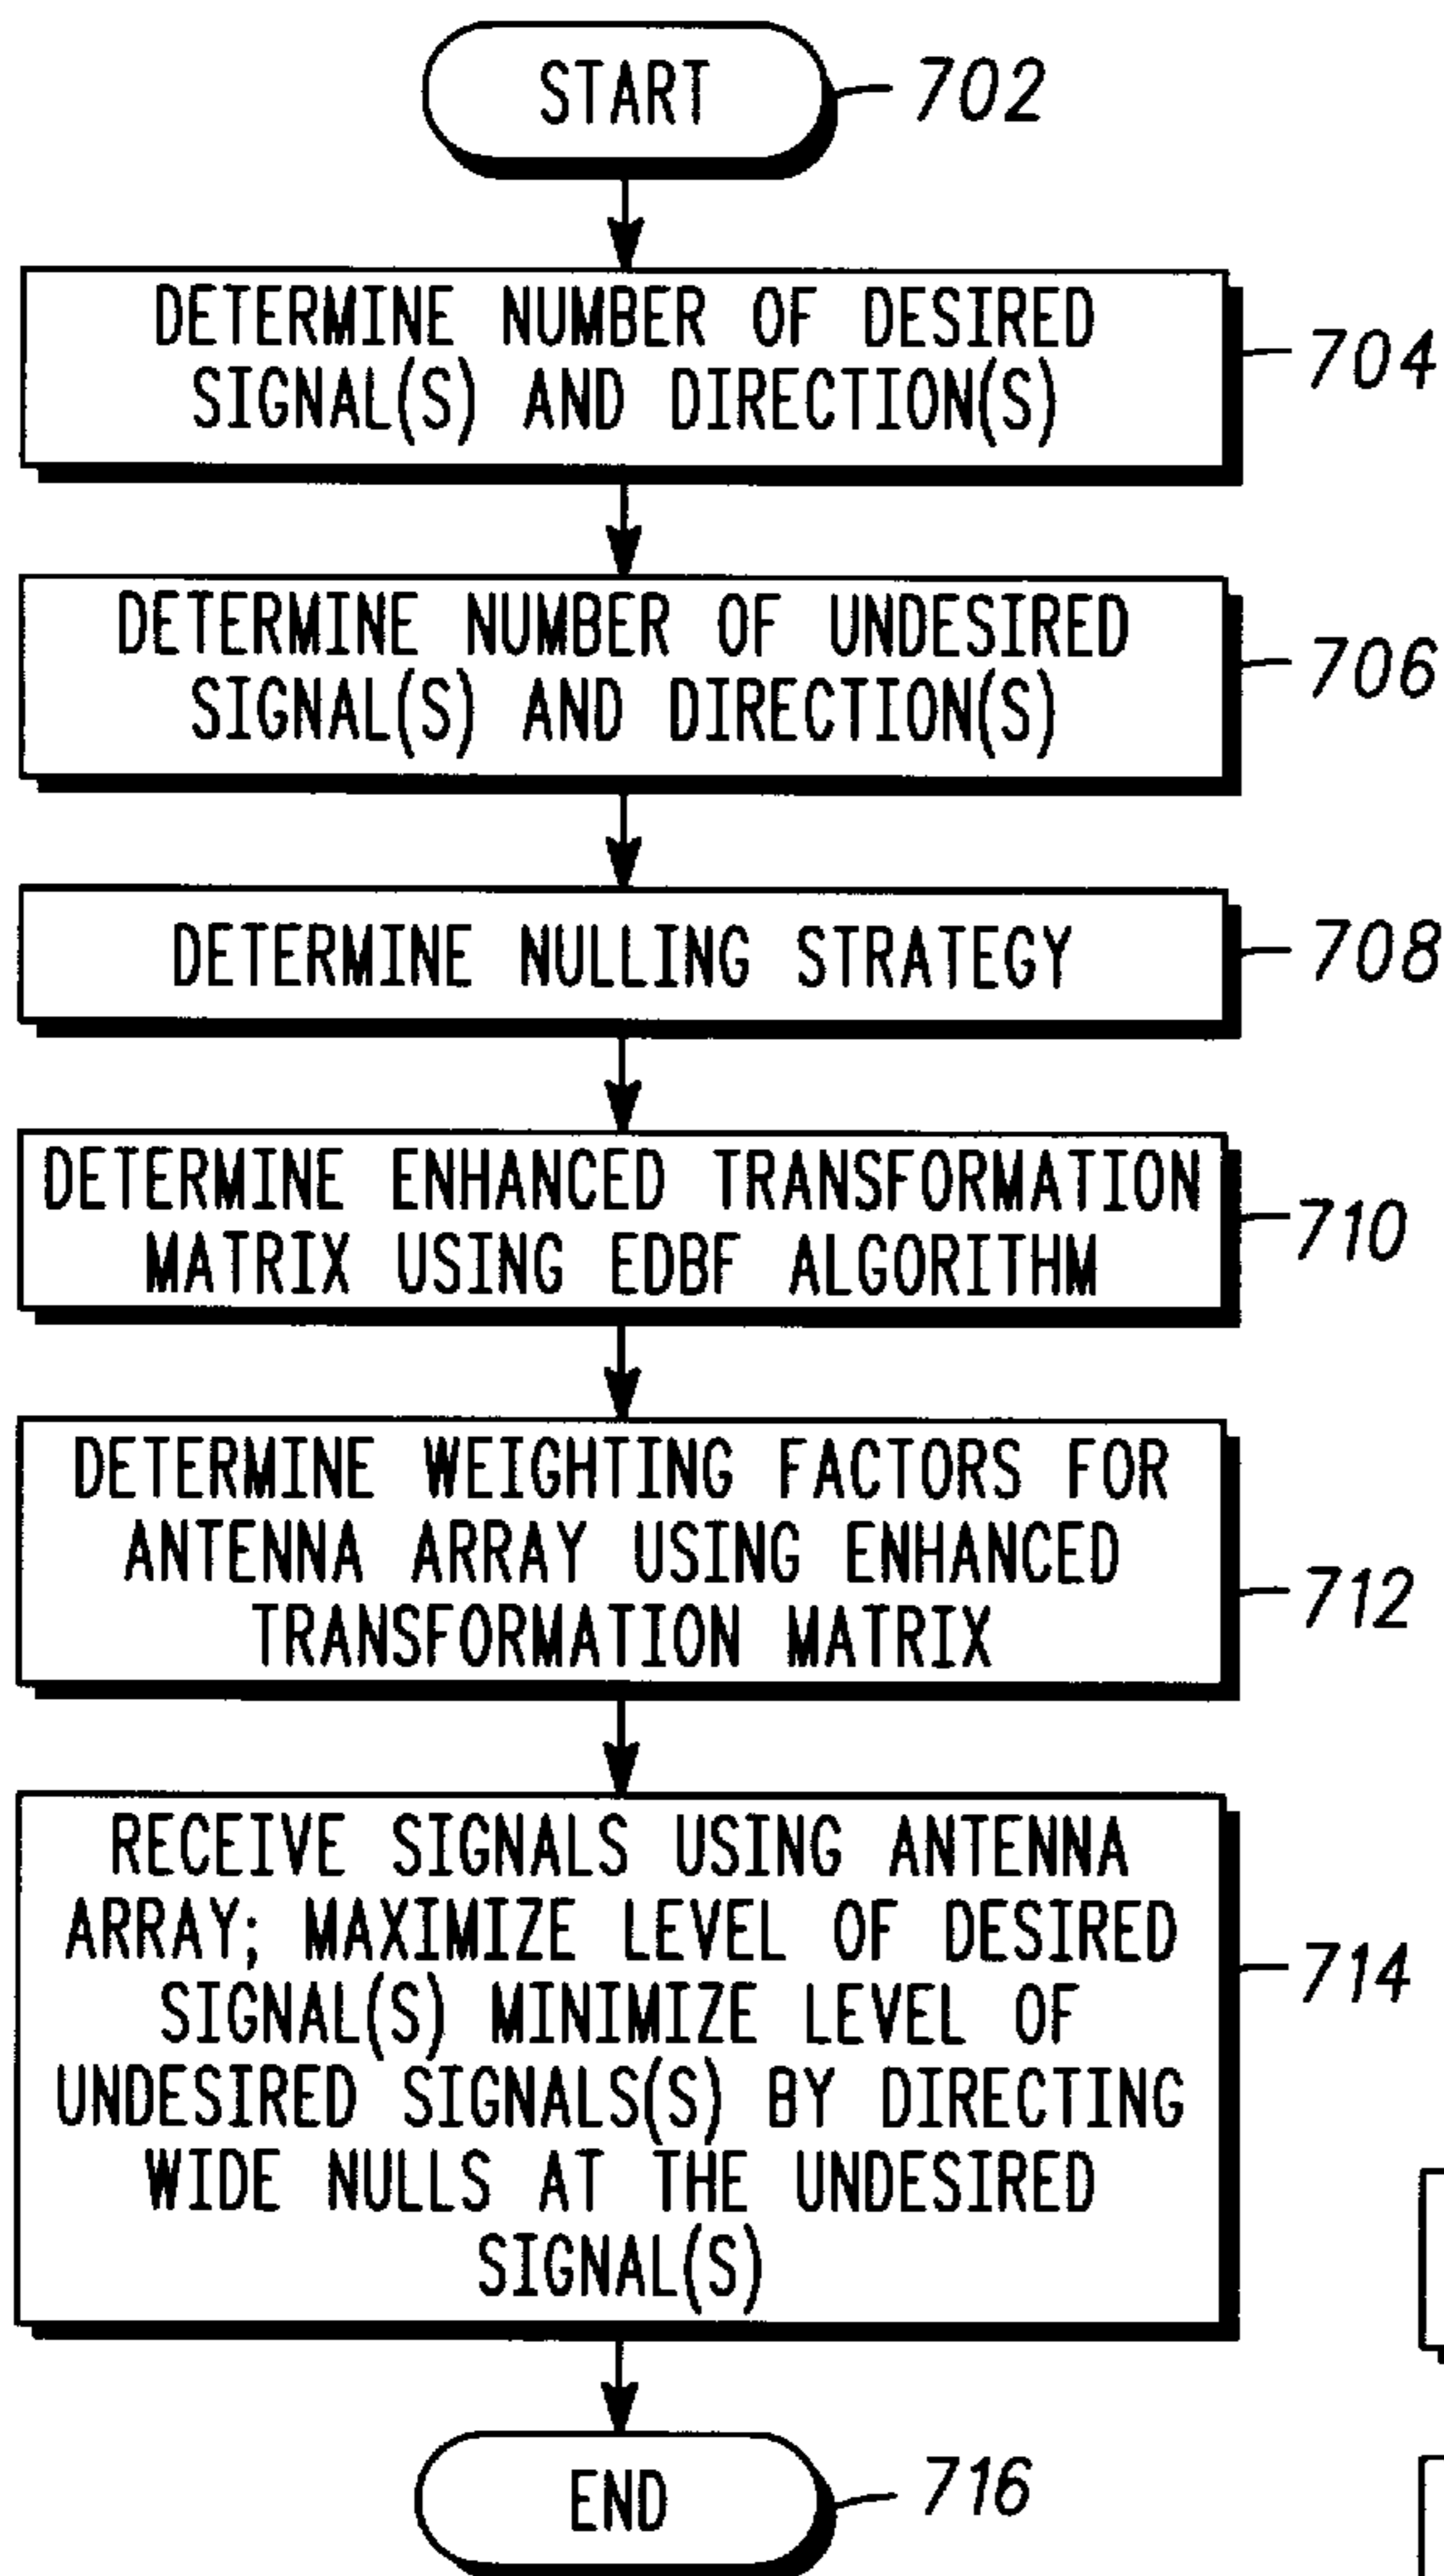 START
702
DETERMINE NUMBER OF DESIRED
SIGNAL(S) AND DIRECTION(S)
704
DETERMINE NUMBER OF UNDESIRED
SIGNAL(S) AND DIRECTION(S)
706
DETERMINE NULLING STRATEGY
708
DETERMINE ENHANCED TRANSFORMATION
MATRIX USING EDBF ALGORITHM
710
DETERMINE WEIGHTING FACTORS FOR
ANTENNA ARRAY USING ENHANCED
TRANSFORMATION MATRIX
712
RECEIVE SIGNALS USING ANTENNA
ARRAY; MAXIMIZE LEVEL OF DESIRED
SIGNAL(S) MINIMIZE LEVEL OF
UNDESIRED SIGNALS(S) BY DIRECTING
WIDE NULLS AT THE UNDESIRED
SIGNAL(S)
714
END
716